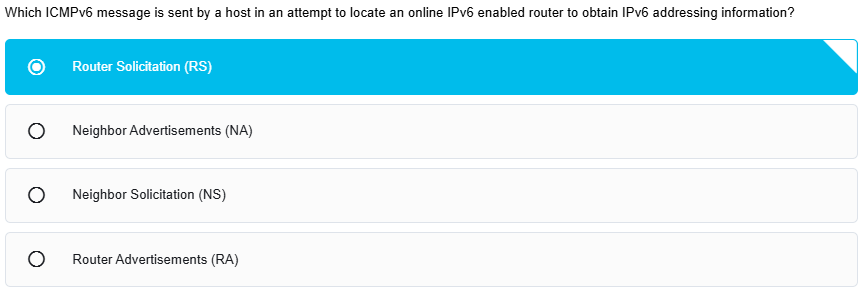 Which ICMPv6 message is sent by a host in an attempt to locate an online IPv6 enabled router to obtain IPv6 addressing information?
Router Solicitation (RS)
Neighbor Advertisements (NA)
Neighbor Solicitation (NS)
Router Advertisements (RA)